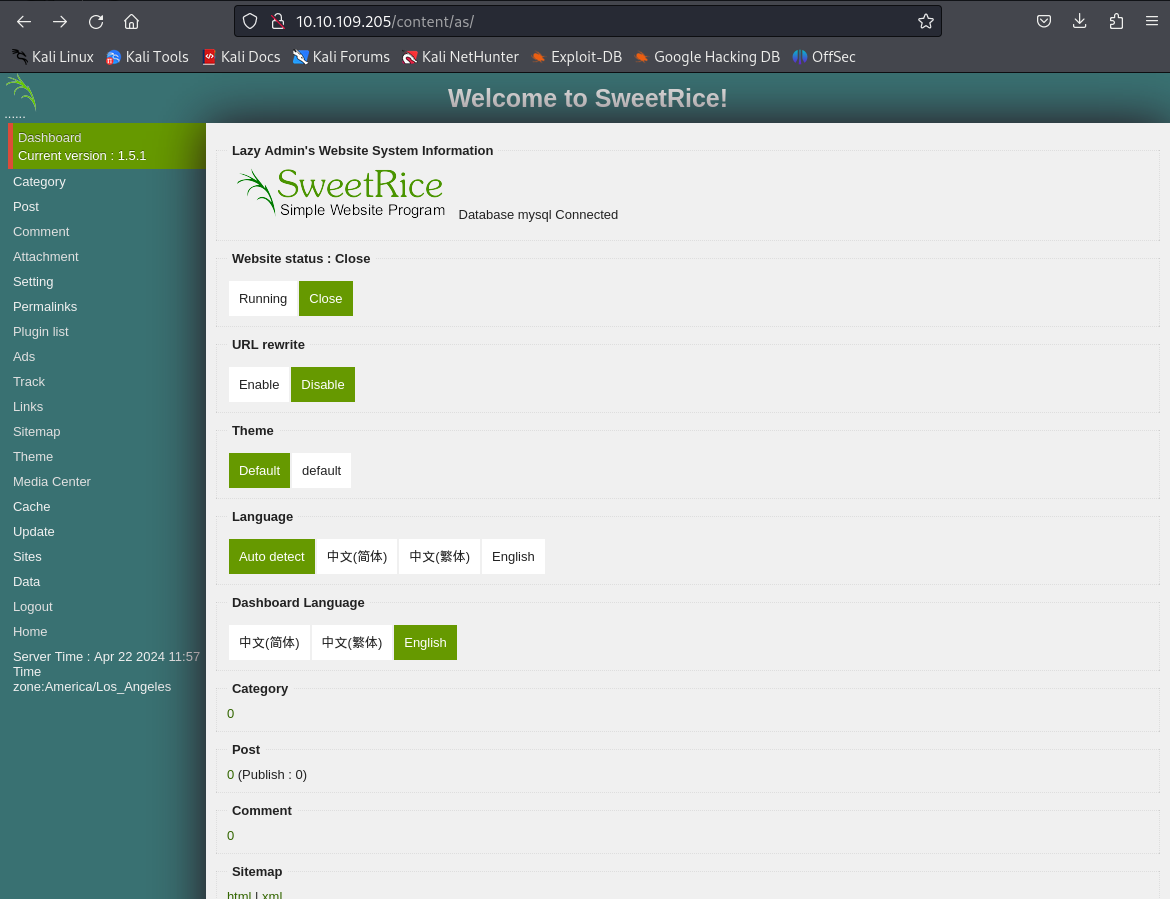 10.10.109.205/content/as/
Kali Linux Kali Tools Kali Docs Kali Forums Kali NetHunter Exploit-DB Google Hacking DB OffSec
......
Welcome to SweetRice!
Dashboard
Current version : 1.5.1
Category
Post
Comment
Attachment
Setting
Permalinks
Plugin list
Ads
Track
Links
Sitemap
Theme
Media Center
Cache
Update
Sites
Data
Logout
Home
Server Time : Apr 22 2024 11:57
Time
zone:America/Los_Angeles
Lazy Admin's Website System Information
SweetRice
Simple Website Program
Database mysql Connected
Website status : Close
Running Close
URL rewrite
Enable Disable
Theme
Default default
Language
Auto detect 中文(简体) 中文(繁体) English
Dashboard Language
中文(简体) 中文(繁体) English
Category
0
Post
0 (Publish : 0)
Comment
0
Sitemap
html | xml